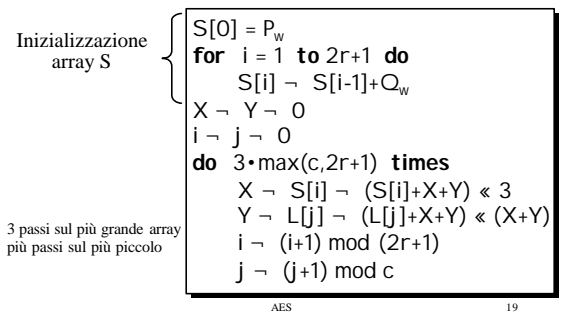 Inizializzazione
array S
S[0] = Pw
for i = 1 to 2r+1 do
S[i] ¬ S[i-1]+Qw
X ¬ Y ¬ 0
i ¬ j ¬ 0
do 3•max(c,2r+1) times
X ¬ S[i] ¬ (S[i]+X+Y) « 3
Y ¬ L[j] ¬ (L[j]+X+Y) « (X+Y)
i ¬ (i+1) mod (2r+1)
j ¬ (j+1) mod c
3 passi sul più grande array
più passi sul più piccolo
AES 19